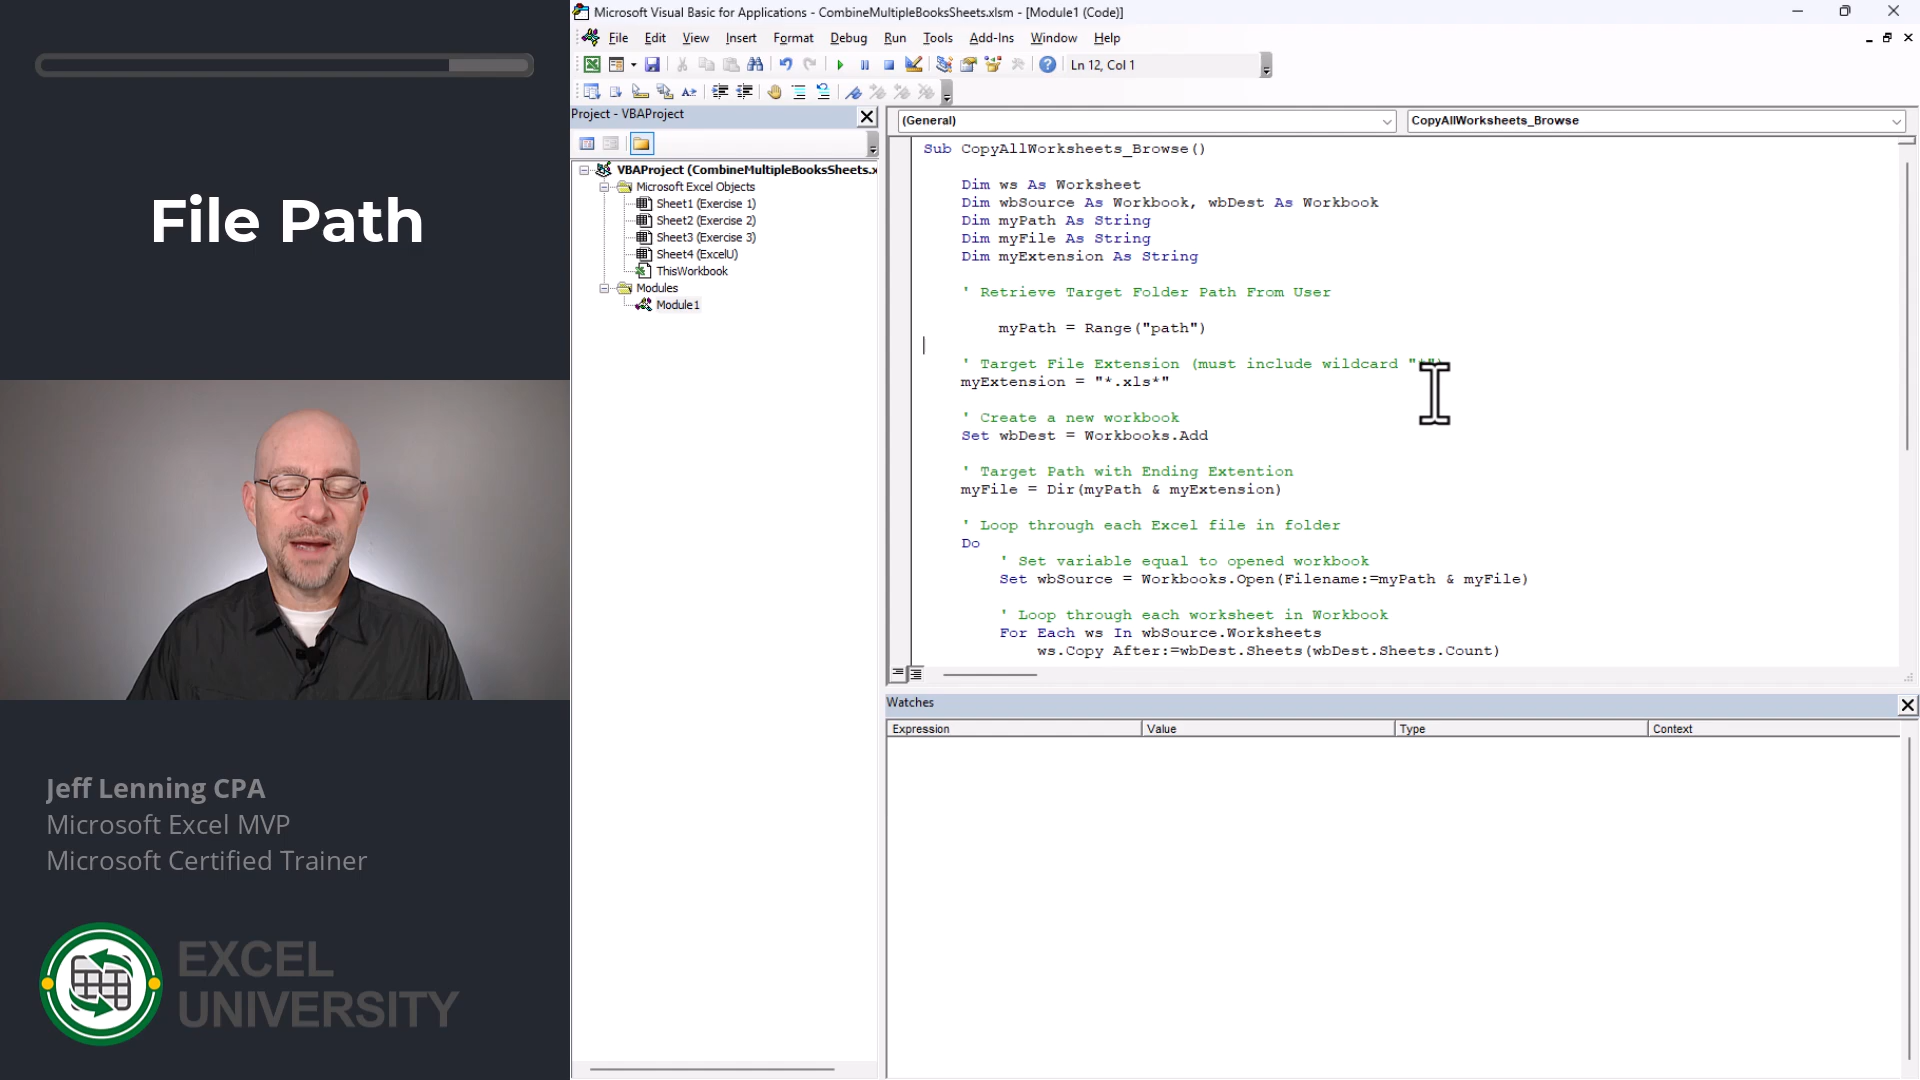 File Path
Jeff Lenning CPA
Microsoft Excel MVP
Microsoft Certified Trainer
EXCEL
UNIVERSITY
Microsoft Visual Basic for Applications - CombineMultipleBooksSheets.xlsm - [Module1 (Code)]
File Edit View Insert Format Debug Run Tools Add-Ins Window Help
Ln 12, Col 1
Project - VBAProject
VBAProject (CombineMultipleBooksSheets.x
Microsoft Excel Objects
Sheet1 (Exercise 1)
Sheet2 (Exercise 2)
Sheet3 (Exercise 3)
Sheet4 (ExcelU)
ThisWorkbook
Modules
Module1
(General)
CopyAllWorksheets_Browse
Sub CopyAllWorksheets_Browse()
Dim ws As Worksheet
Dim wbSource As Workbook, wbDest As Workbook
Dim myPath As String
Dim myFile As String
Dim myExtension As String
' Retrieve Target Folder Path From User
myPath = Range("path")
' Target File Extension (must include wildcard "*")
myExtension = "*.xls*"
' Create a new workbook
Set wbDest = Workbooks.Add
' Target Path with Ending Extention
myFile = Dir(myPath & myExtension)
' Loop through each Excel file in folder
Do
' Set variable equal to opened workbook
Set wbSource = Workbooks.Open(Filename:=myPath & myFile)
' Loop through each worksheet in Workbook
For Each ws In wbSource.Worksheets
ws.Copy After:=wbDest.Sheets(wbDest.Sheets.Count)
Watches
Expression Value Type Context